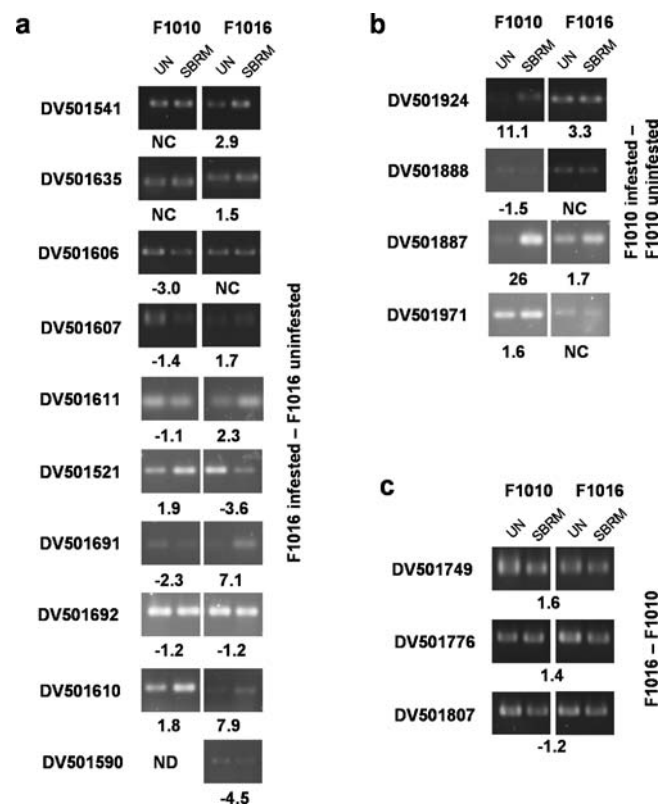 a
F1010 F1016
UN SBRM UN SBRM
DV501541
NC 2.9
DV501635
NC 1.5
DV501606
-3.0 NC
DV501607
-1.4 1.7
DV501611
-1.1 2.3
DV501521
1.9 -3.6
DV501691
-2.3 7.1
DV501692
-1.2 -1.2
DV501610
1.8 7.9
DV501590 ND
-4.5
F1016 infested – F1016 uninfested
b
F1010 F1016
UN SBRM UN SBRM
DV501924
11.1 3.3
DV501888
-1.5 NC
DV501887
26 1.7
DV501971
1.6 NC
F1010 infested –
F1010 uninfested
c
F1010 F1016
UN SBRM UN SBRM
DV501749
1.6
DV501776
1.4
DV501807
-1.2
F1016 – F1010